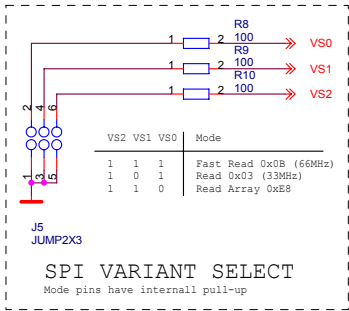 R8
1 2 VS0
100
R9
1 2 VS1
100
R10
1 2 VS2
100
2 4 6
1 3 5
VS2 VS1 VS0 Mode
1 1 1 Fast Read 0x0B (66MHz)
1 0 1 Read 0x03 (33MHz)
1 1 0 Read Array 0xE8
J5
JUMP2X3
SPI VARIANT SELECT
Mode pins have internall pull-up